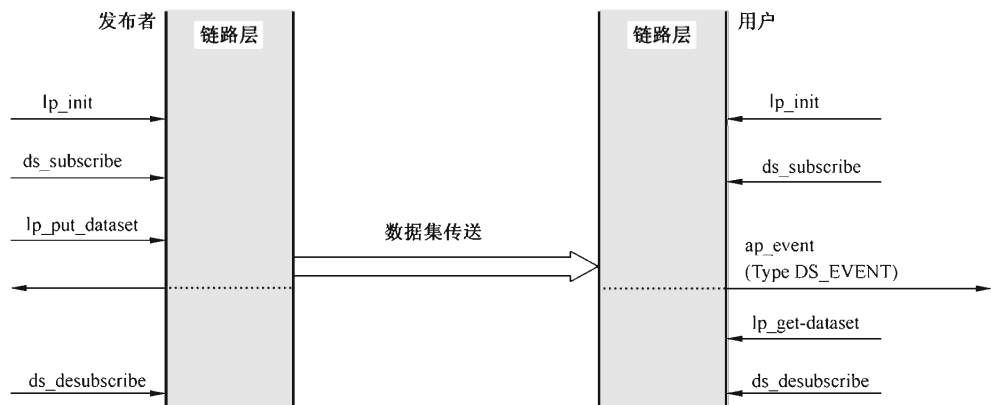 发布者
链路层
链路层
用户
lp_init
lp_init
ds_subscribe
ds_subscribe
lp_put_dataset
数据集传送
ap_event
(Type DS_EVENT)
lp_get-dataset
ds_desubscribe
ds_desubscribe